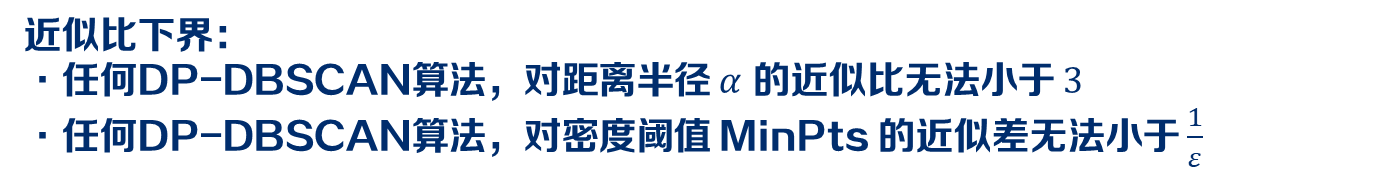 近似比下界：
· 任何DP-DBSCAN算法，对距离半径 α 的近似比无法小于 3
· 任何DP-DBSCAN算法，对密度阈值 MinPts 的近似差无法小于 1/ε